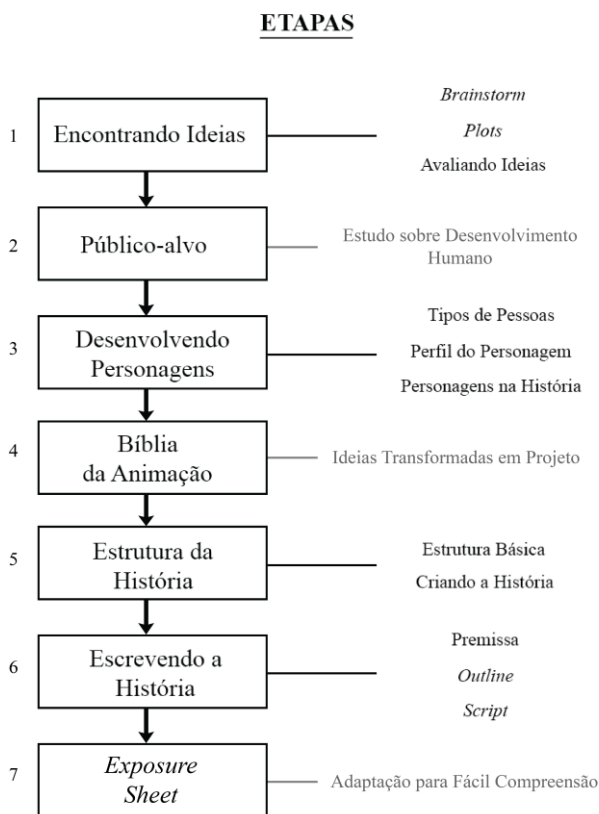 ETAPAS
1
Encontrando Ideias
Brainstorm
Plots
Avaliando Ideias
2
Público-alvo
Estudo sobre Desenvolvimento
Humano
3
Desenvolvendo
Personagens
Tipos de Pessoas
Perfil do Personagem
Personagens na História
4
Bíblia
da Animação
Ideias Transformadas em Projeto
5
Estrutura da
História
Estrutura Básica
Criando a História
6
Escrevendo a
História
Premissa
Outline
Script
7
Exposure
Sheet
Adaptação para Fácil Compreensão